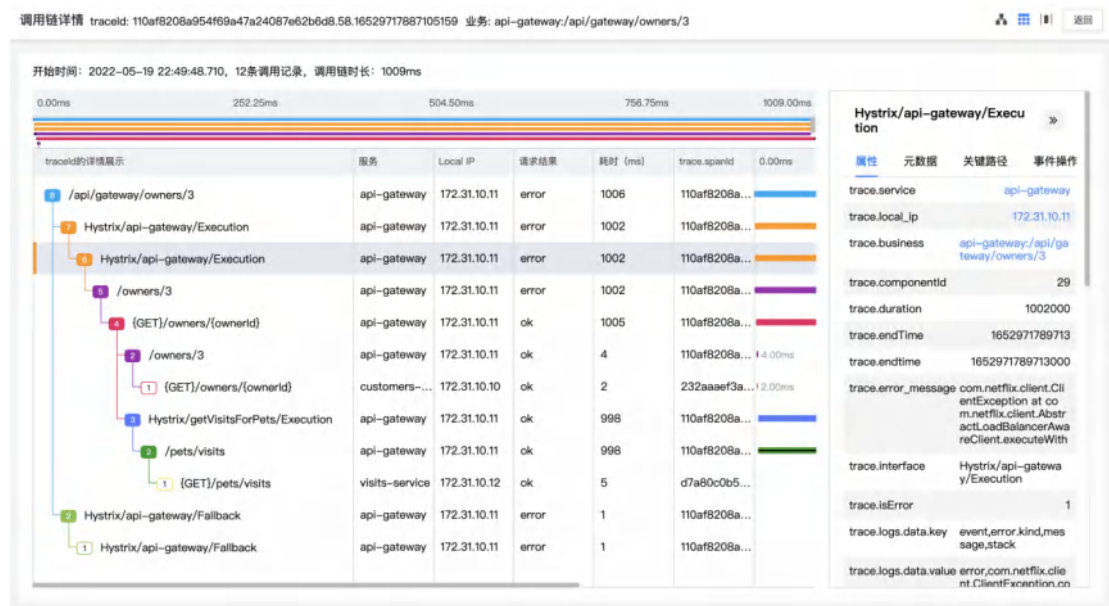 调用链详情 traceId: 110af8208a954f69a47a24087e62b6d8.58.16529717887105159 业务: api-gateway:/api/gateway/owners/3 返回
开始时间：2022-05-19 22:49:48.710，12条调用记录，调用链时长：1009ms
0.00ms 252.25ms 504.50ms 756.75ms 1009.00ms
traceId的详情展示 服务 Local IP 请求结果 耗时（ms） trace.spanId 0.00ms
8 /api/gateway/owners/3 api-gateway 172.31.10.11 error 1006 110af8208a...
7 Hystrix/api-gateway/Execution api-gateway 172.31.10.11 error 1002 110af8208a...
6 Hystrix/api-gateway/Execution api-gateway 172.31.10.11 error 1002 110af8208a...
5 /owners/3 api-gateway 172.31.10.11 error 1002 110af8208a...
4 {GET}/owners/{ownerId} api-gateway 172.31.10.11 ok 1005 110af8208a...
2 /owners/3 api-gateway 172.31.10.11 ok 4 110af8208a... 4.00ms
1 {GET}/owners/{ownerId} customers-... 172.31.10.10 ok 2 232aaaef3a... 2.00ms
3 Hystrix/getVisitsForPets/Execution api-gateway 172.31.10.11 ok 998 110af8208a...
2 /pets/visits api-gateway 172.31.10.11 ok 998 110af8208a...
1 {GET}/pets/visits visits-service 172.31.10.12 ok 5 d7a80c0b5...
2 Hystrix/api-gateway/Fallback api-gateway 172.31.10.11 error 1 110af8208a...
1 Hystrix/api-gateway/Fallback api-gateway 172.31.10.11 error 1 110af8208a...
Hystrix/api-gateway/Execu
tion
属性 元数据 关键路径 事件操作
trace.service api-gateway
trace.local_ip 172.31.10.11
trace.business api-gateway:/api/ga
teway/owners/3
trace.componentId 29
trace.duration 1002000
trace.endTime 1652971789713
trace.endtime 1652971789713000
trace.error_message com.netflix.client.Cli
entException at co
m.netflix.client.Abstr
actLoadBalancerAwa
reClient.executeWith
trace.interface Hystrix/api-gatewa
y/Execution
trace.isError 1
trace.logs.data.key event,error.kind,mes
sage,stack
trace.logs.data.value error,com.netflix.clie
nt.ClientException,co